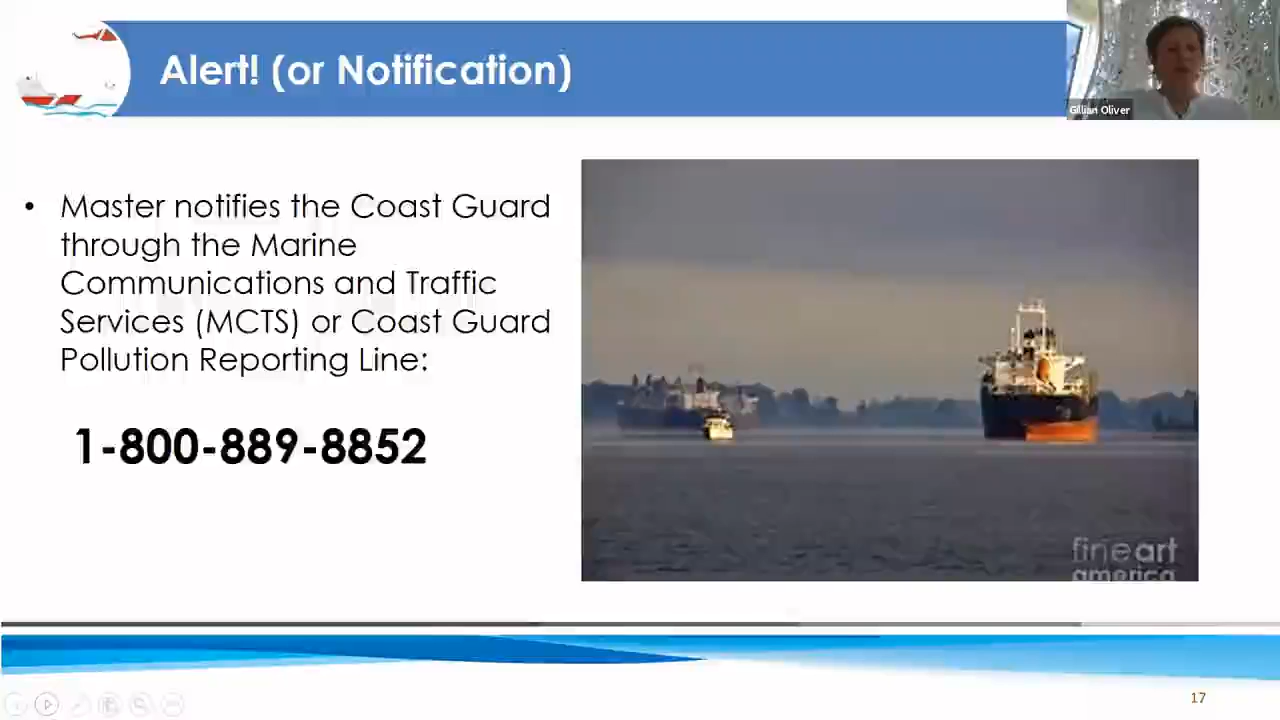 Alert! (or Notification)
Gillian Oliver
• Master notifies the Coast Guard
through the Marine
Communications and Traffic
Services (MCTS) or Coast Guard
Pollution Reporting Line:
1-800-889-8852
fineart
america
17